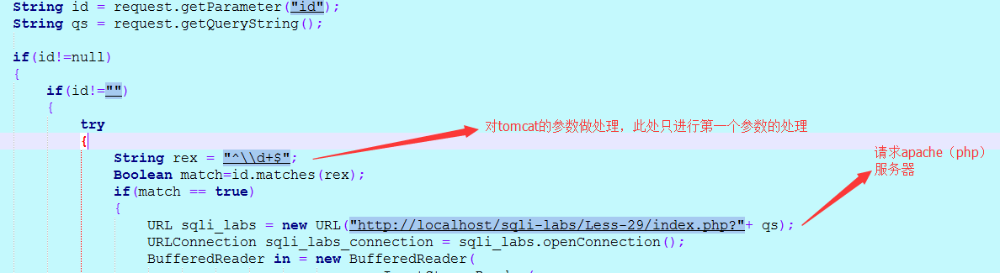 String id = request.getParameter("id");
String qs = request.getQueryString();
if(id!=null)
{
if(id!="")
{
try
{
对tomcat的参数做处理，此处只进行第一个参数的处理
String rex = "^\\d+$";
请求apache（php）
服务器
Boolean match=id.matches(rex);
if(match == true)
{
URL sqli_labs = new URL("http://localhost/sqli-labs/Less-29/index.php?"+ qs);
URLConnection sqli_labs_connection = sqli_labs.openConnection();
BufferedReader in = new BufferedReader(